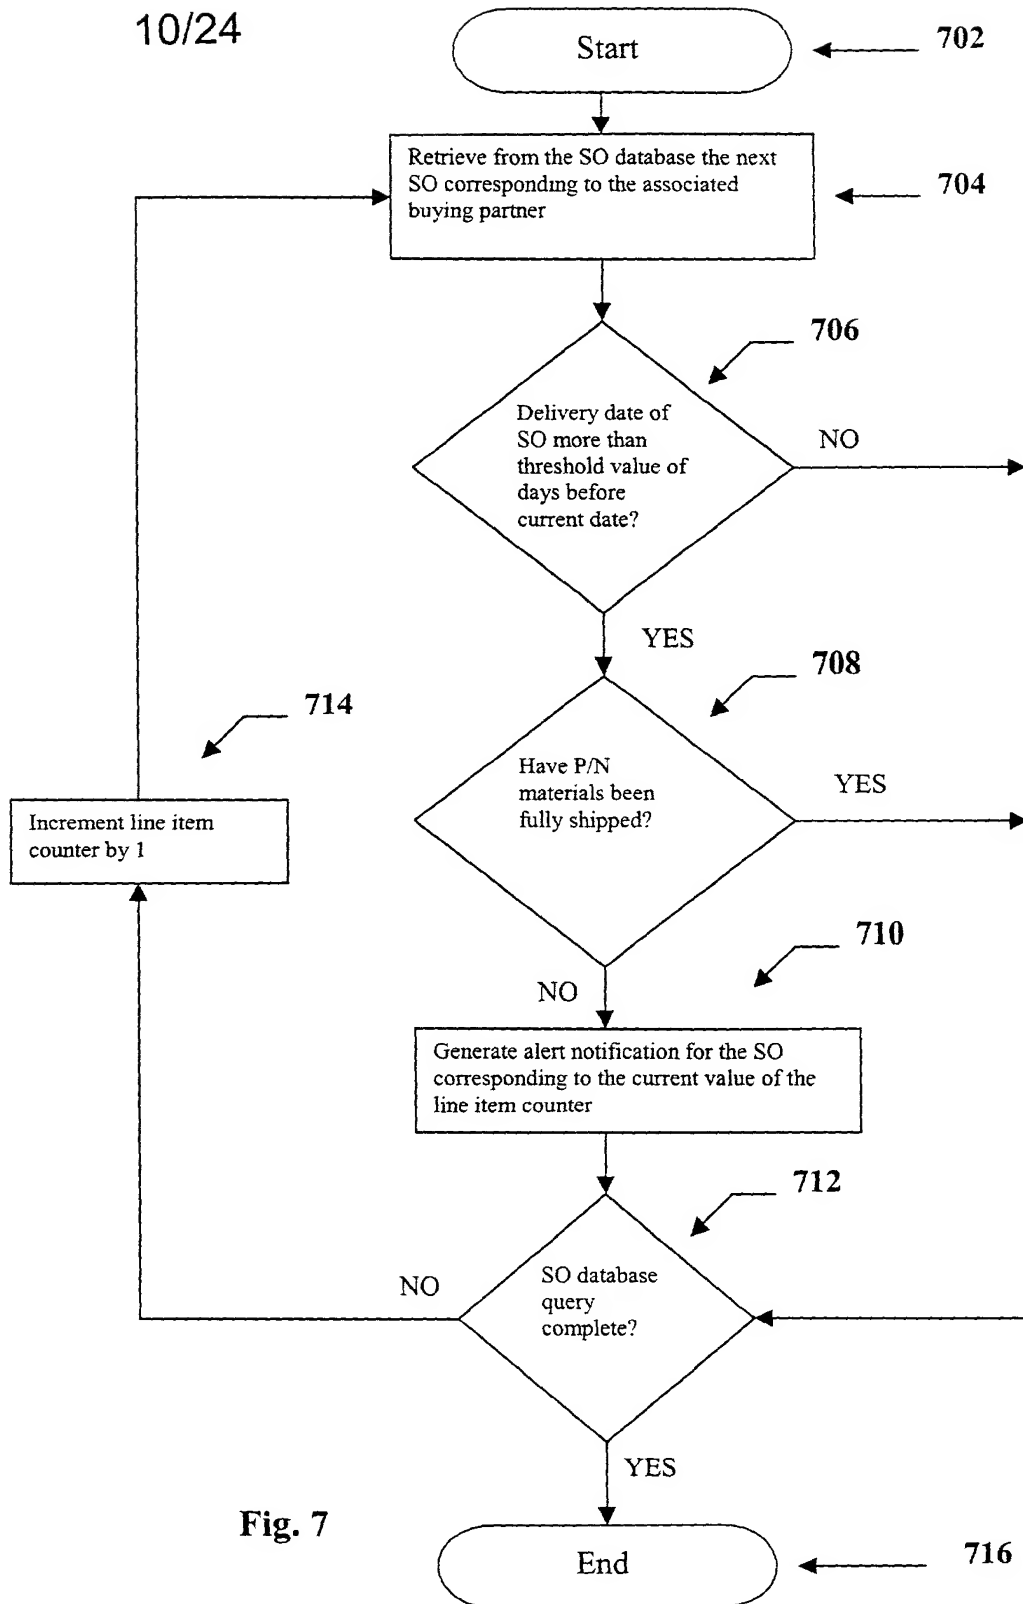 10/24
Start
702
Retrieve from the SO database the next
SO corresponding to the associated
buying partner
704
706
Delivery date of
SO more than
threshold value of
days before
current date?
NO
YES
708
714
Have P/N
materials been
fully shipped?
YES
Increment line item
counter by 1
710
NO
Generate alert notification for the SO
corresponding to the current value of the
line item counter
712
NO
SO database
query
complete?
YES
Fig. 7
End
716